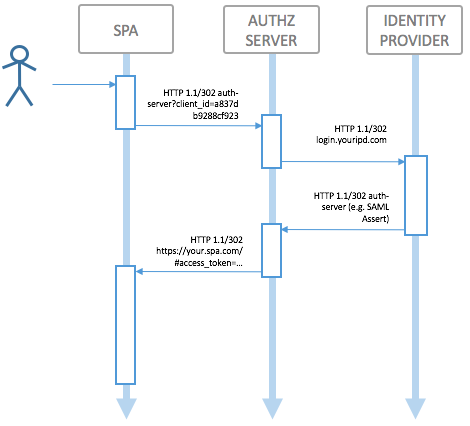 SPA
AUTHZ
SERVER
IDENTITY
PROVIDER
HTTP 1.1/302 auth-
server?client_id=a837d
b9288cf923
HTTP 1.1/302
login.youripd.com
HTTP 1.1/302 auth-
server (e.g. SAML
Assert)
HTTP 1.1/302
https://your.spa.com/
#access_token=...